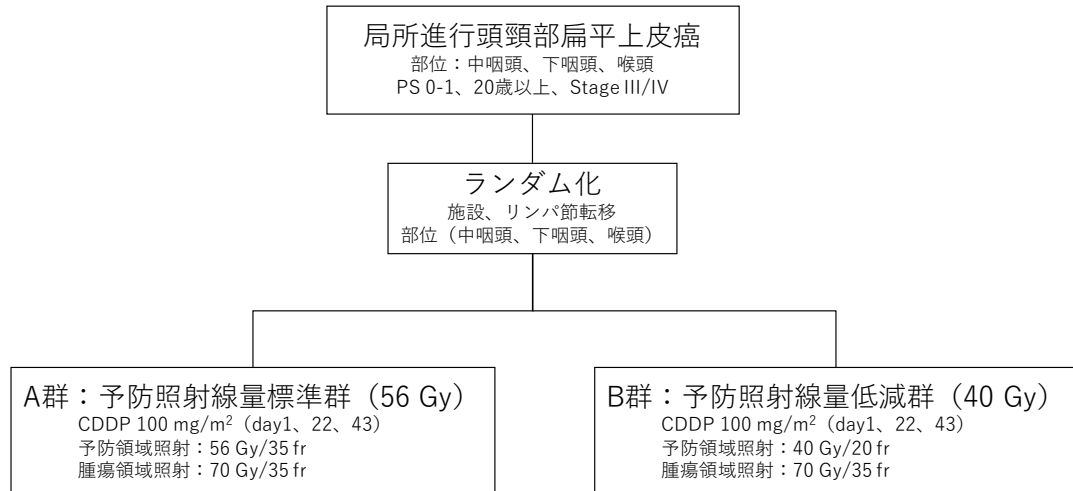 局所進行頭頸部扁平上皮癌
部位：中咽頭、下咽頭、喉頭
PS 0-1、20歳以上、Stage III/IV
ランダム化
施設、リンパ節転移
部位（中咽頭、下咽頭、喉頭）
A群：予防照射線量標準群（56 Gy）
CDDP 100 mg/m²（day1、22、43）
予防領域照射：56 Gy/35 fr
腫瘍領域照射：70 Gy/35 fr
B群：予防照射線量低減群（40 Gy）
CDDP 100 mg/m²（day1、22、43）
予防領域照射：40 Gy/20 fr
腫瘍領域照射：70 Gy/35 fr